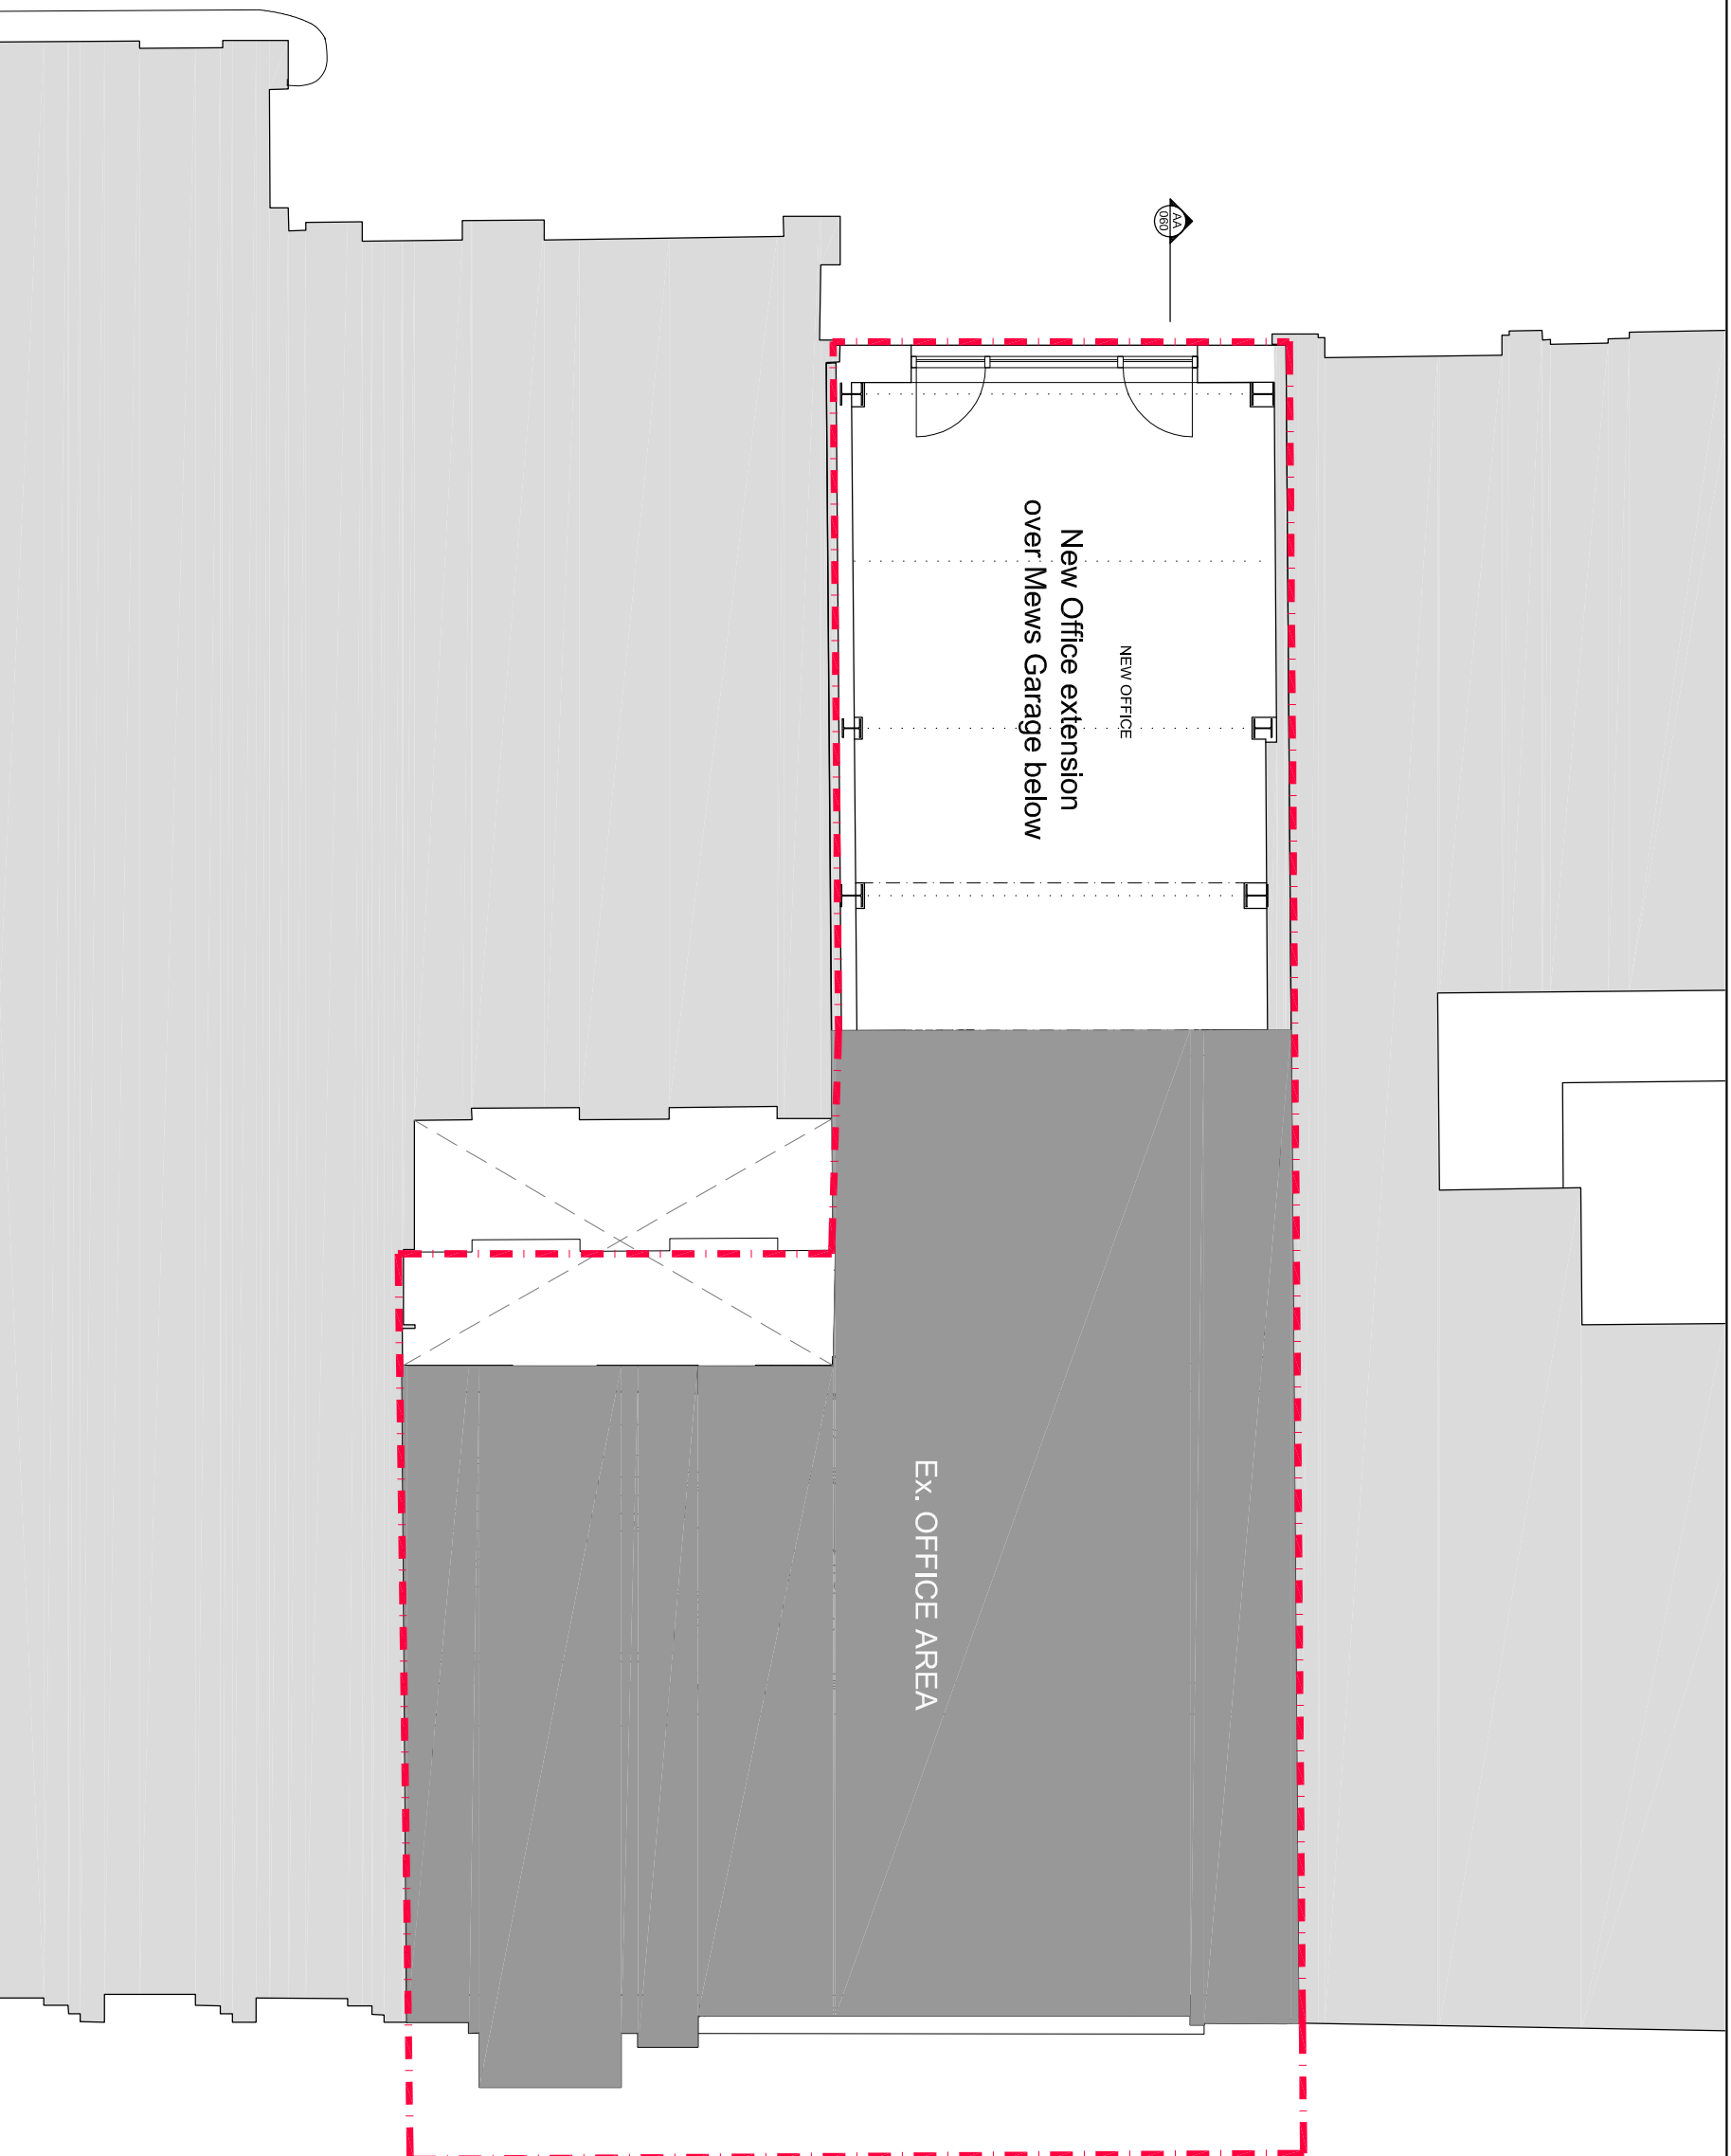 AA
060
NEW OFFICE
New Office extension
over Mews Garage below
Ex. OFFICE AREA